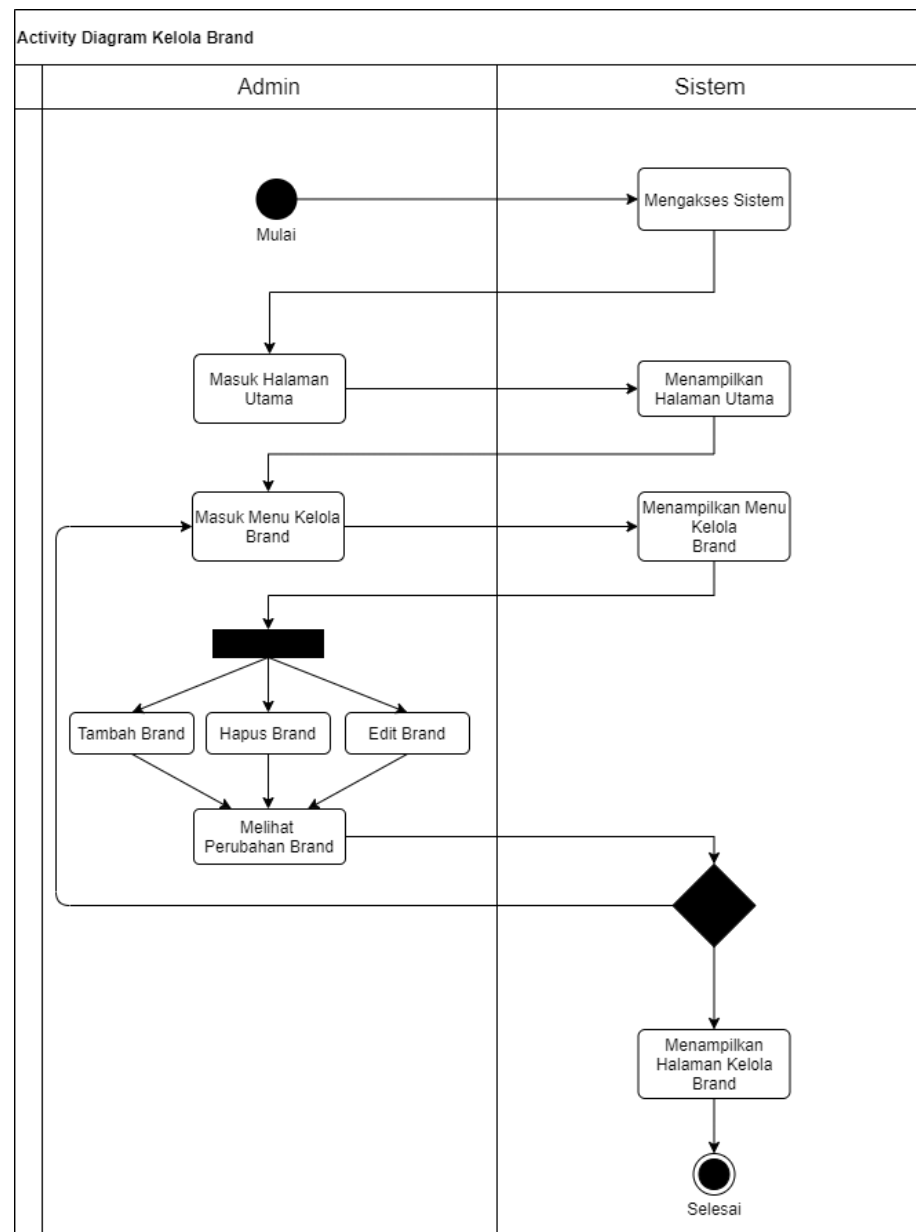 Activity Diagram Kelola Brand
Admin
Sistem
Mulai
Mengakses Sistem
Masuk Halaman
Utama
Menampilkan
Halaman Utama
Masuk Menu Kelola
Brand
Menampilkan Menu
Kelola
Brand
Tambah Brand
Hapus Brand
Edit Brand
Melihat
Perubahan Brand
Menampilkan
Halaman Kelola
Brand
Selesai